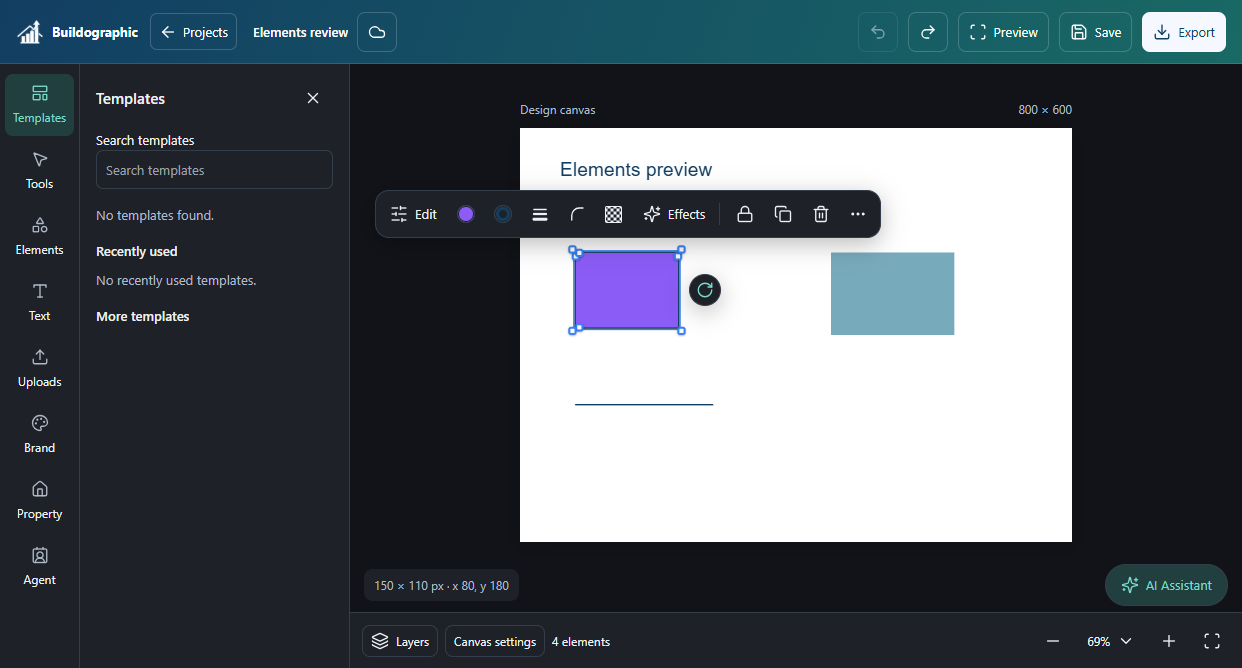 Buildographic
Projects
Elements review
Preview
Save
Export
Templates
Tools
Elements
Text
Uploads
Brand
Property
Agent
Templates
Search templates
Search templates
No templates found.
Recently used
No recently used templates.
More templates
Design canvas
800 × 600
Elements preview
Edit
Effects
150 × 110 px · x 80, y 180
AI Assistant
Layers
Canvas settings
4 elements
69%